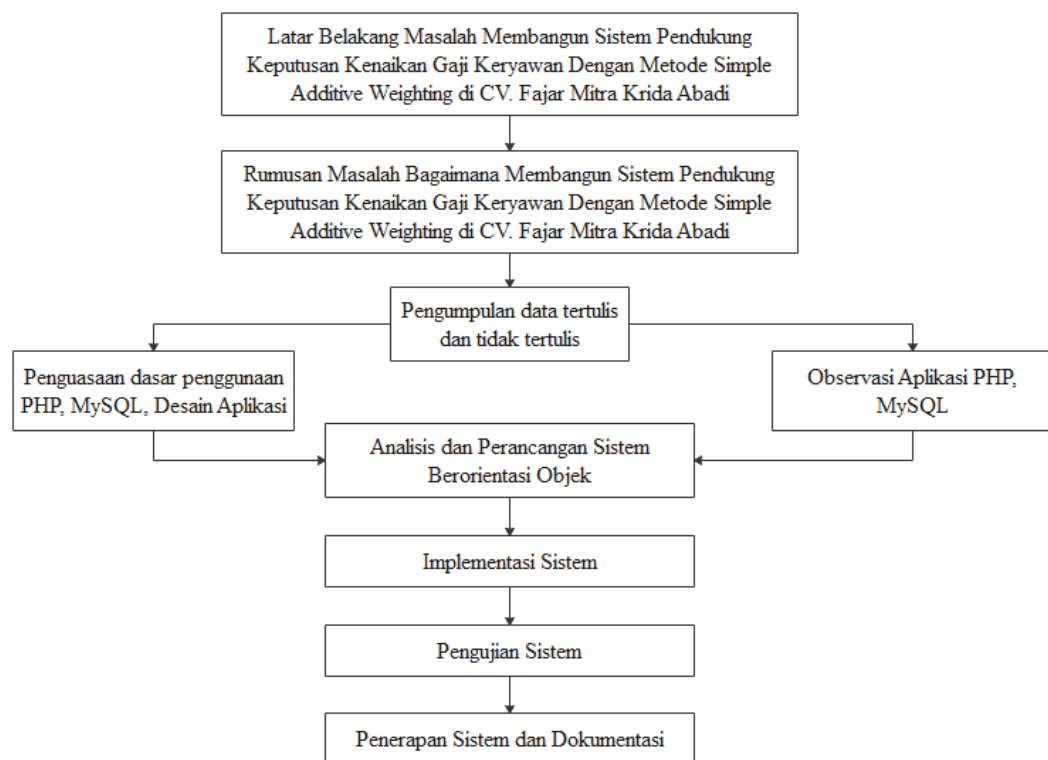 Latar Belakang Masalah Membangun Sistem Pendukung
Keputusan Kenaikan Gaji Keryawan Dengan Metode Simple
Additive Weighting di CV. Fajar Mitra Krida Abadi
Rumusan Masalah Bagaimana Membangun Sistem Pendukung
Keputusan Kenaikan Gaji Keryawan Dengan Metode Simple
Additive Weighting di CV. Fajar Mitra Krida Abadi
Pengumpulan data tertulis
dan tidak tertulis
Penguasaan dasar penggunaan
PHP, MySQL, Desain Aplikasi
Observasi Aplikasi PHP,
MySQL
Analisis dan Perancangan Sistem
Berorientasi Objek
Implementasi Sistem
Pengujian Sistem
Penerapan Sistem dan Dokumentasi